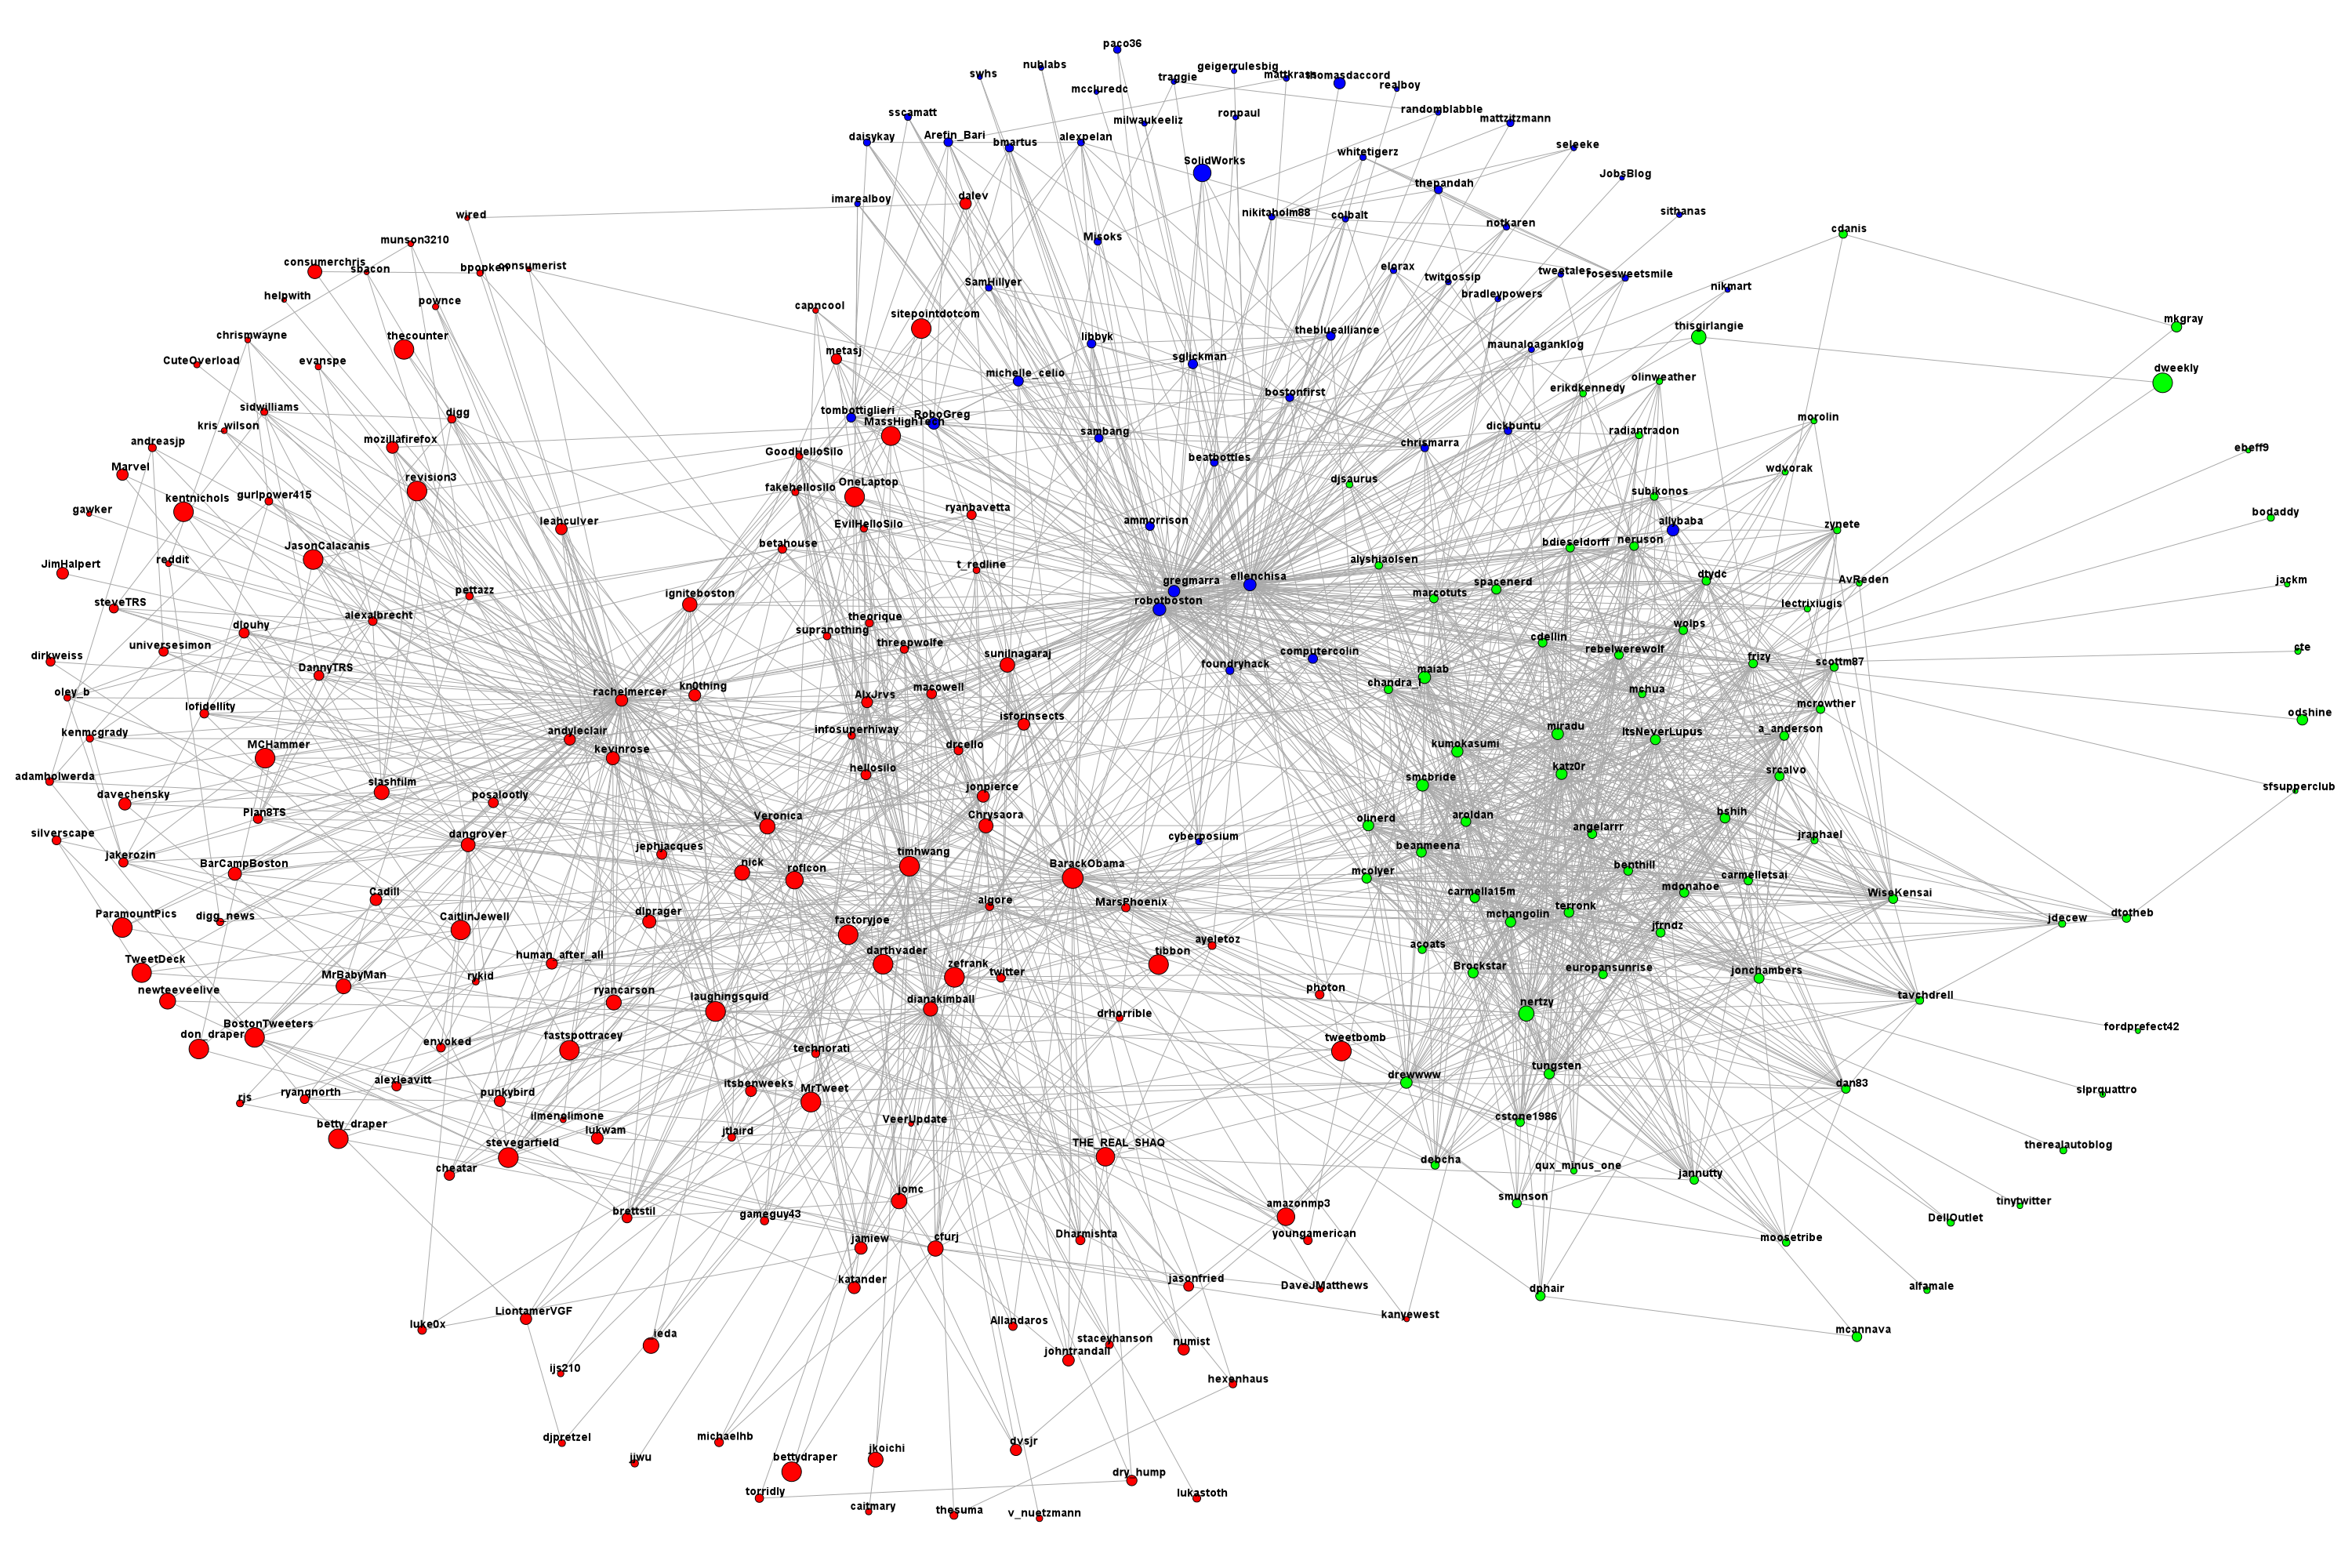 paco36
nublabs
swhs
geigerrulesbig
traggie
mattkrass
thomasdaccord
realboy
mccluredc
sscamatt
ronpaul
randomblabble
milwaukeeliz
mattzitzmann
daisykay
Arefin_Bari
bmartus
alexpelan
whitetigerz
seleeke
SolidWorks
JobsBlog
thepandah
imarealboy
dalev
wired
nikitaholm88
colbalt
notkaren
sithanas
cdanis
munson3210
Misoks
consumerchris
sbacon
bpopken
consumerist
elorax
twitgossip
tweetales
rosesweetsmile
SamHillyer
nikmart
bradleypowers
helpwith
pownce
capncool
sitepointdotcom
mkgray
chrismwayne
thecounter
libbyk
thebluealliance
thisgirlangie
CuteOverload
evanspe
metasj
sglickman
maunaloaganklog
michelle_celio
dweekly
olinweather
erikdkennedy
bostonfirst
sidwilliams
digg
tombottiglieri
RoboGreg
MassHighTech
kris_wilson
mozillafirefox
sambang
chrismarra
dickbuntu
radiantradon
morolin
andreasjp
GoodHelloSilo
beatbottles
ebeff9
Marvel
revision3
OneLaptop
fakehellosilo
djsaurus
subikonos
wdvorak
kentnichols
gurlpower415
gawker
leahculver
EvilHelloSilo
ryanbavetta
ammorrison
allybaba
zynete
bodaddy
JasonCalacanis
reddit
betahouse
t_redline
alyshiaolsen
bdieseldorff
neruson
JimHalpert
pettazz
gregmarra
ellenchisa
spacenerd
dtydc
AvReden
jackm
steveTRS
alexalbrecht
igniteboston
robotboston
marcotuts
lectrixiugis
dlouhy
supranothing
theorique
wolps
universesimon
threepwolfe
sunilnagaraj
foundryhack
computercolin
cdellin
rebelwerewolf
frizy
scottm87
cte
dirkweiss
DannyTRS
rachelmercer
kn0thing
maiab
chandra_i
oley_b
AlxJrvs
macowell
mchua
mcrowther
lofidellity
isforinsects
odshine
kenmcgrady
andyleclair
infosuperhiway
miradu
ItsNeverLupus
a_anderson
MCHammer
kevinrose
drcello
kumokasumi
adamholwerda
hellosilo
smcbride
katz0r
srcalvo
slashfilm
sfsupperclub
davechensky
posalootly
jonpierce
Plan8TS
Veronica
Chrysaora
olinerd
aroldan
angelarrr
bshih
silverscape
dangrover
jraphael
cyberposium
jakerozin
BarCampBoston
jephjacques
nick
roflcon
timhwang
BarackObama
beanmeena
mcolyer
benthill
carmelletsai
Cadill
algore
MarsPhoenix
carmella15m
mdonahoe
WiseKensai
ParamountPics
digg_news
CaitlinJewell
dlprager
factoryjoe
mchangolin
terronk
jfrndz
jdecew
dtotheb
ayeletoz
darthvader
acoats
TweetDeck
human_after_all
zefrank
twitter
tibbon
Brockstar
europansunrise
jonchambers
MrBabyMan
rykid
newteeveelive
ryancarson
laughingsquid
dianakimball
photon
nertzy
tavchdrell
BostonTweeters
don_draper
drhorrible
fordprefect42
envoked
fastspottracey
technorati
tweetbomb
alexleavitt
itsbenweeks
MrTweet
drewwww
tungsten
dan83
slprquattro
rjs
ryangnorth
punkybird
betty_draper
ilmenolimone
lukwam
jtlaird
VeerUpdate
cstone1986
stevegarfield
THE_REAL_SHAQ
debcha
qux_minus_one
therealautoblog
cheatar
jannutty
jomc
smunson
tinytwitter
brettstil
gameguy43
amazonmp3
DellOutlet
jamiew
cfurj
Dharmishta
youngamerican
moosetribe
katander
jasonfried
DaveJMatthews
dphair
alfamale
luke0x
LiontamerVGF
Allandaros
kanyewest
_ieda
staceyhanson
johntrandall
numist
mcannava
ijs210
hexenhaus
djpretzel
michaelhb
jjwu
bettydraper
jkoichi
dvsjr
dry_hump
torridly
caitmary
thesuma
v_nuetzmann
lukastoth